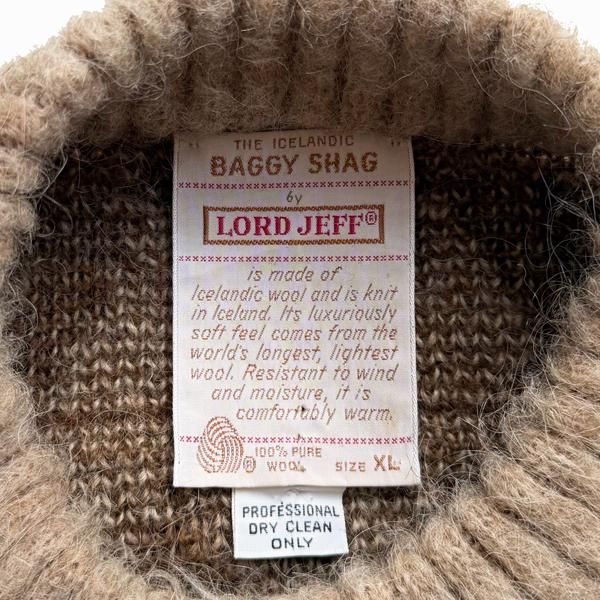 THE ICELANDIC
BAGGY SHAG
by
LORD JEFF®
is made of
Icelandic wool and is knit
in Iceland. Its luxuriously
soft feel comes from the
world's longest, lightest
wool. Resistant to wind
and moisture, it is
comfortably warm.
® 100% PURE
WOOL SIZE XL
PROFESSIONAL
DRY CLEAN
ONLY